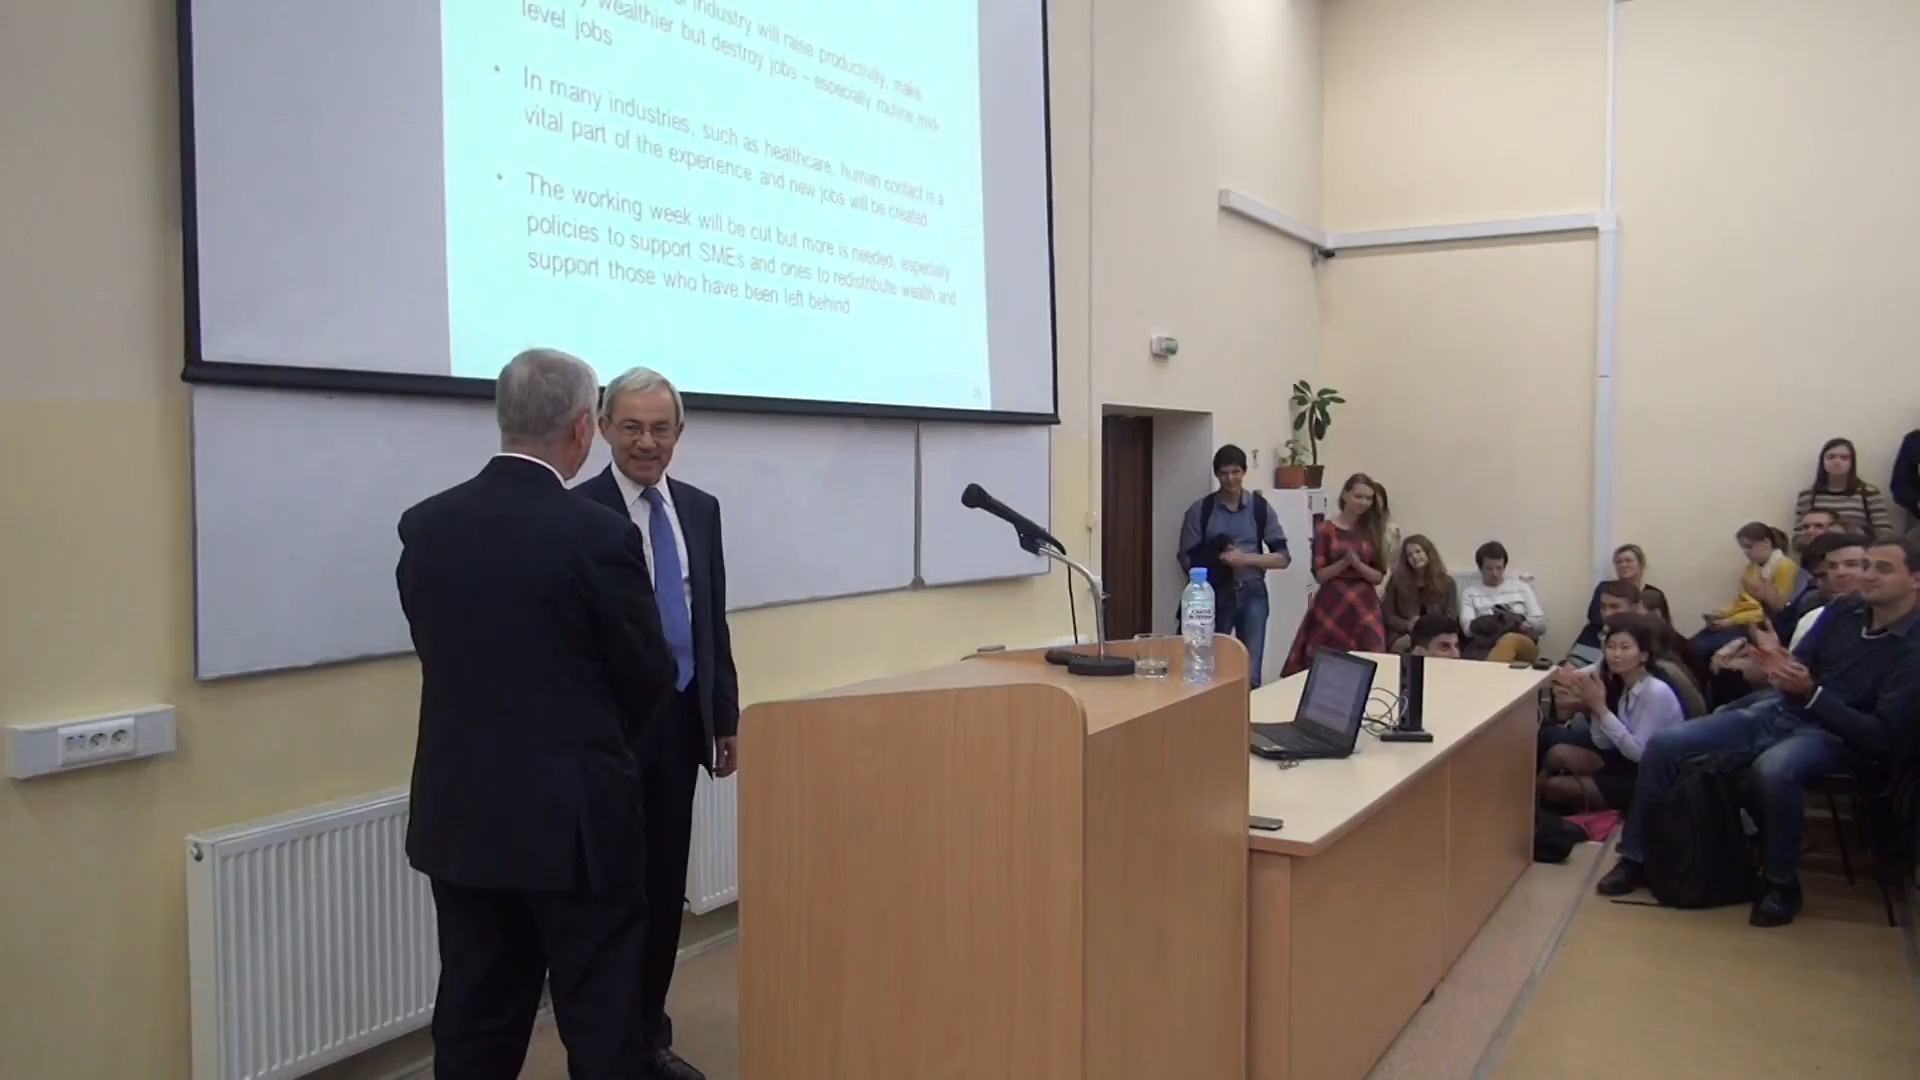 industry will raise productivity, make
wealthier but destroy jobs – especially routine mid-
level jobs
• In many industries, such as healthcare, human contact is a
vital part of the experience and new jobs will be created
• The working week will be cut but more is needed, especially
policies to support SMEs and ones to redistribute wealth and
support those who have been left behind